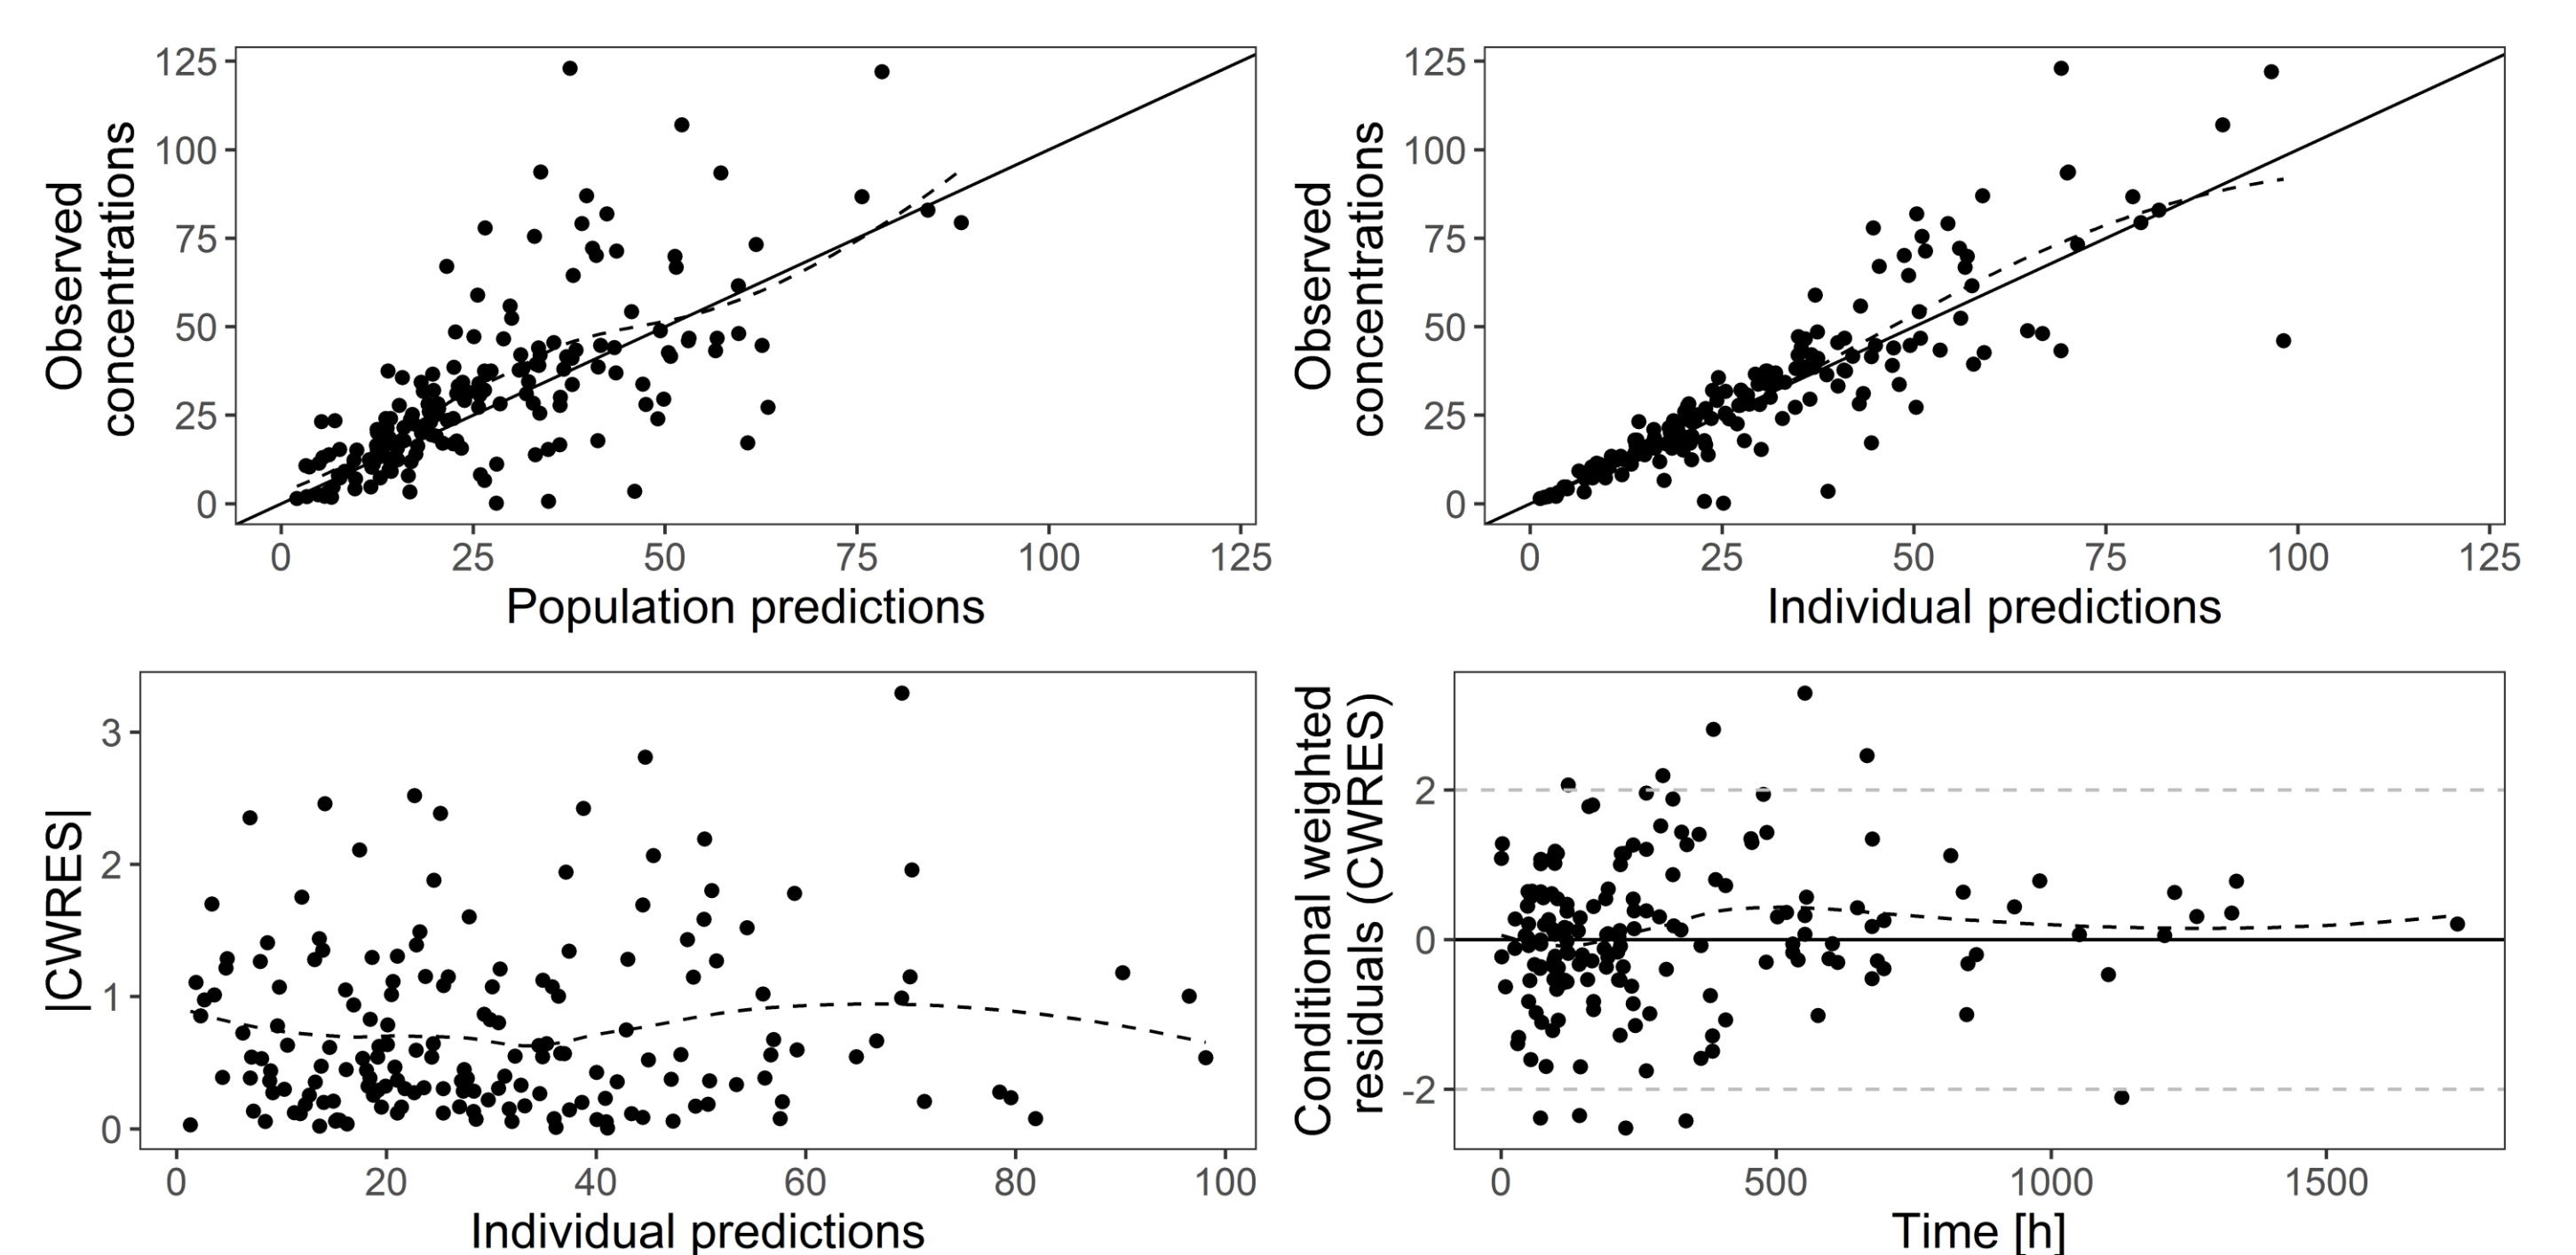 125
100
75
50
25
0
Observed
concentrations
0 25 50 75 100 125
Population predictions
125
100
75
50
25
0
Observed
concentrations
0 25 50 75 100 125
Individual predictions
3
2
1
0
|CWRES|
0 20 40 60 80 100
Individual predictions
2
0
-2
Conditional weighted
residuals (CWRES)
0 500 1000 1500
Time [h]